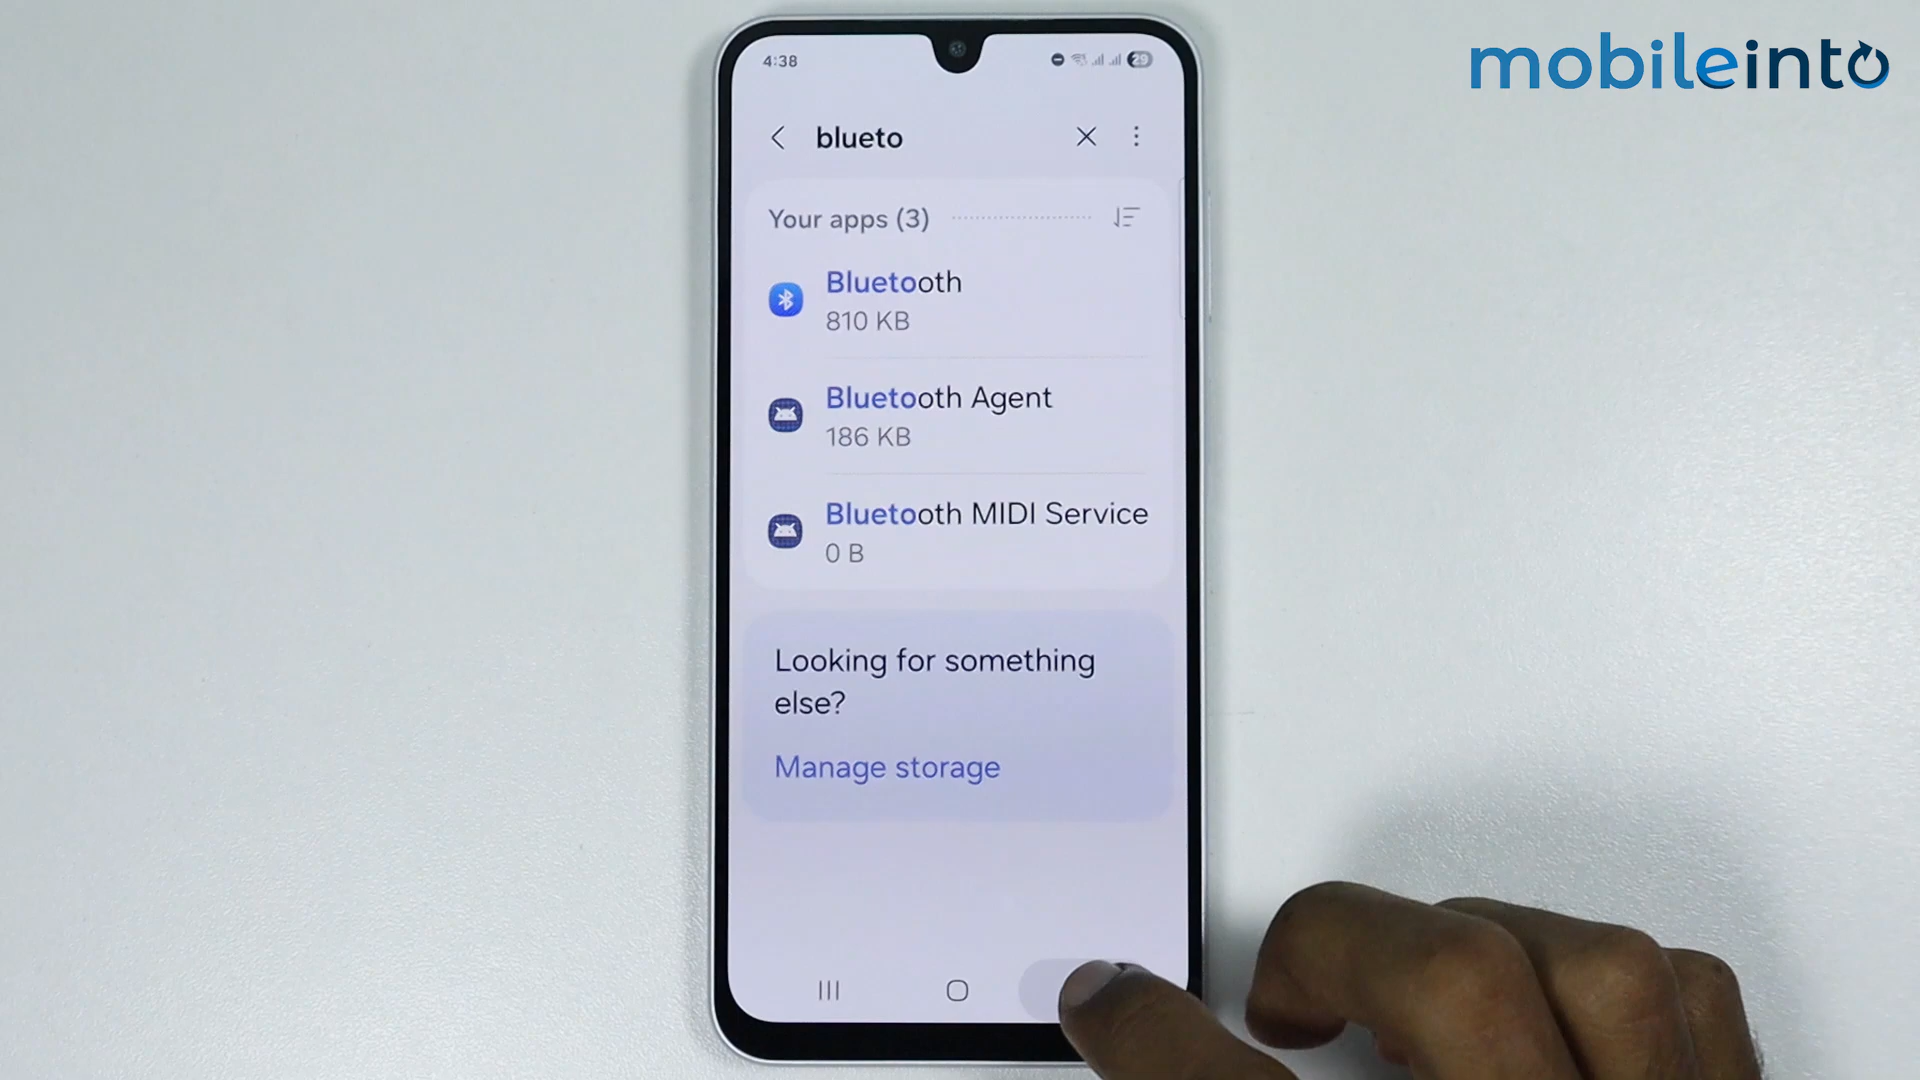 mobileinto
4:38
29
blueto
Your apps (3)
Bluetooth
810 KB
Bluetooth Agent
186 KB
Bluetooth MIDI Service
0 B
Looking for something
else?
Manage storage